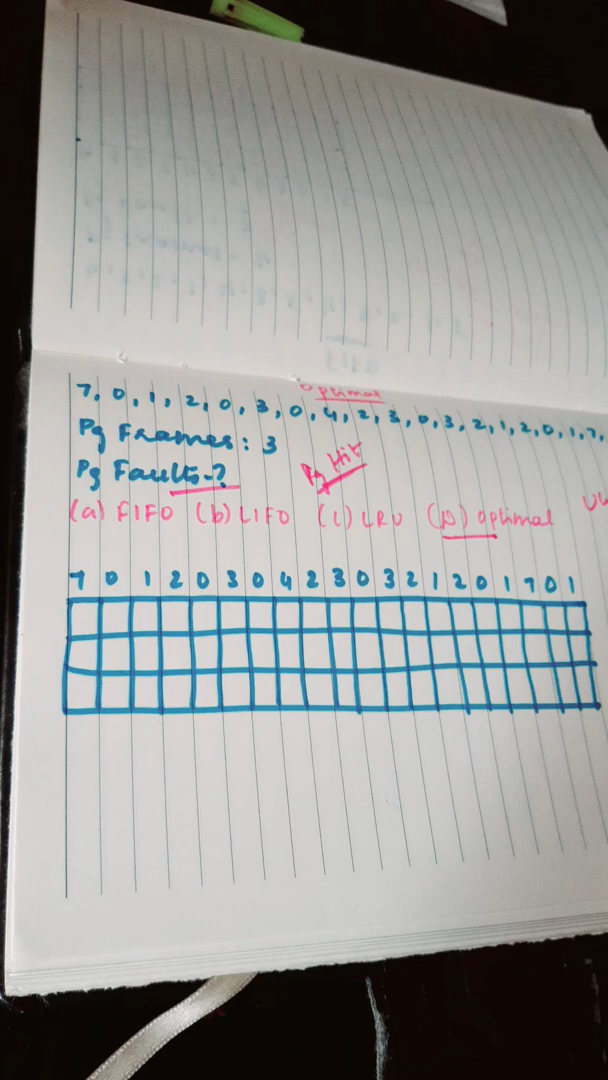 Optimal
7, 0, 1, 2, 0, 3, 0, 4, 2, 3, 0, 3, 2, 1, 2, 0, 1, 7,
Pg Frames: 3
Pg Faults-?
Pg Hit
(a) FIFO (b) LIFO (c) LRU (D) Optimal
7 0 1 2 0 3 0 4 2 3 0 3 2 1 2 0 1 7 0 1